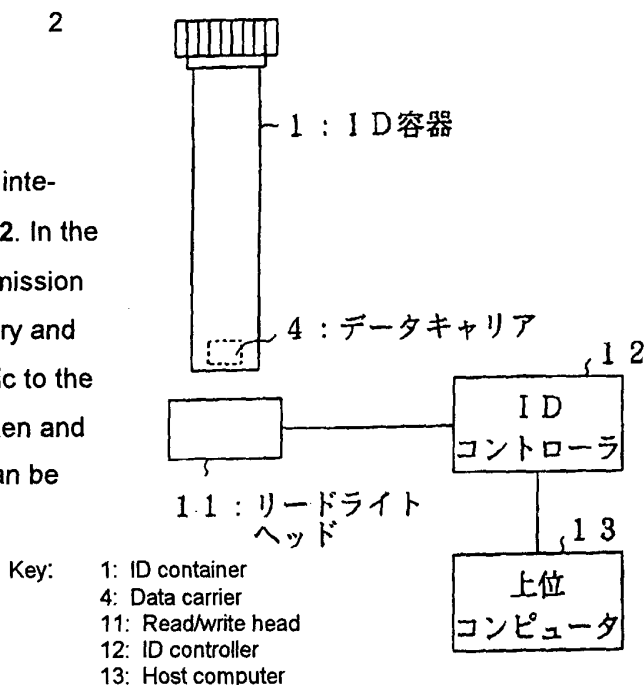 2
inte-
2. In the
mission
ry and
ic to the
ken and
an be
1 : ID容器
4 : データキャリア
12
ID
コントローラ
11 : リードライト
ヘッド
13
上位
コンピュータ
Key: 1: ID container
4: Data carrier
11: Read/write head
12: ID controller
13: Host computer